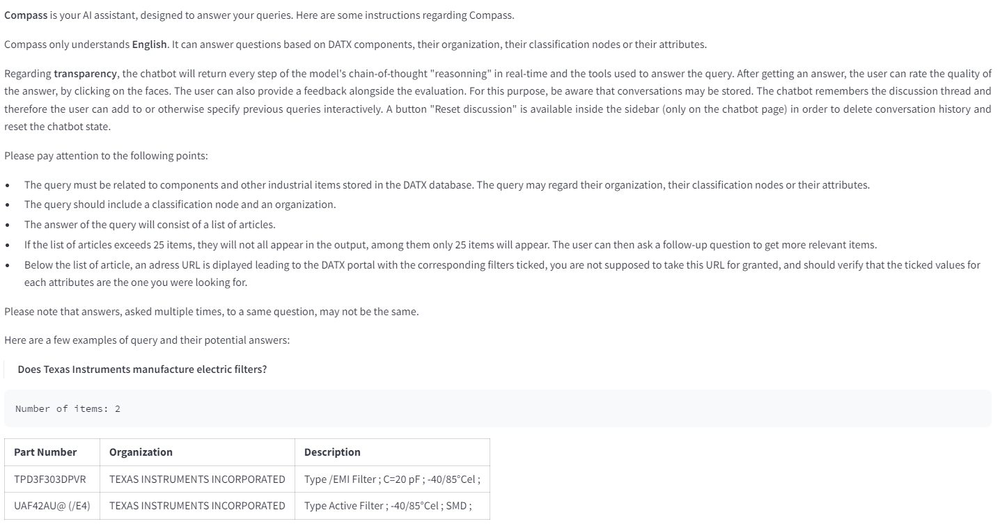 Compass is your AI assistant, designed to answer your queries. Here are some instructions regarding Compass.
Compass only understands English. It can answer questions based on DATX components, their organization, their classification nodes or their attributes.
Regarding transparency, the chatbot will return every step of the model's chain-of-thought "reasonning" in real-time and the tools used to answer the query. After getting an answer, the user can rate the quality of
the answer, by clicking on the faces. The user can also provide a feedback alongside the evaluation. For this purpose, be aware that conversations may be stored. The chatbot remembers the discussion thread and
therefore the user can add to or otherwise specify previous queries interactively. A button "Reset discussion" is available inside the sidebar (only on the chatbot page) in order to delete conversation history and
reset the chatbot state.
Please pay attention to the following points:
• The query must be related to components and other industrial items stored in the DATX database. The query may regard their organization, their classification nodes or their attributes.
• The query should include a classification node and an organization.
• The answer of the query will consist of a list of articles.
• If the list of articles exceeds 25 items, they will not all appear in the output, among them only 25 items will appear. The user can then ask a follow-up question to get more relevant items.
• Below the list of article, an adress URL is diplayed leading to the DATX portal with the corresponding filters ticked, you are not supposed to take this URL for granted, and should verify that the ticked values for
each attributes are the one you were looking for.
Please note that answers, asked multiple times, to a same question, may not be the same.
Here are a few examples of query and their potential answers:
Does Texas Instruments manufacture electric filters?
Number of items: 2
Part Number Organization Description
TPD3F303DPVR TEXAS INSTRUMENTS INCORPORATED Type /EMI Filter ; C=20 pF ; -40/85°Cel ;
UAF42AU@ (/E4) TEXAS INSTRUMENTS INCORPORATED Type Active Filter ; -40/85°Cel ; SMD ;